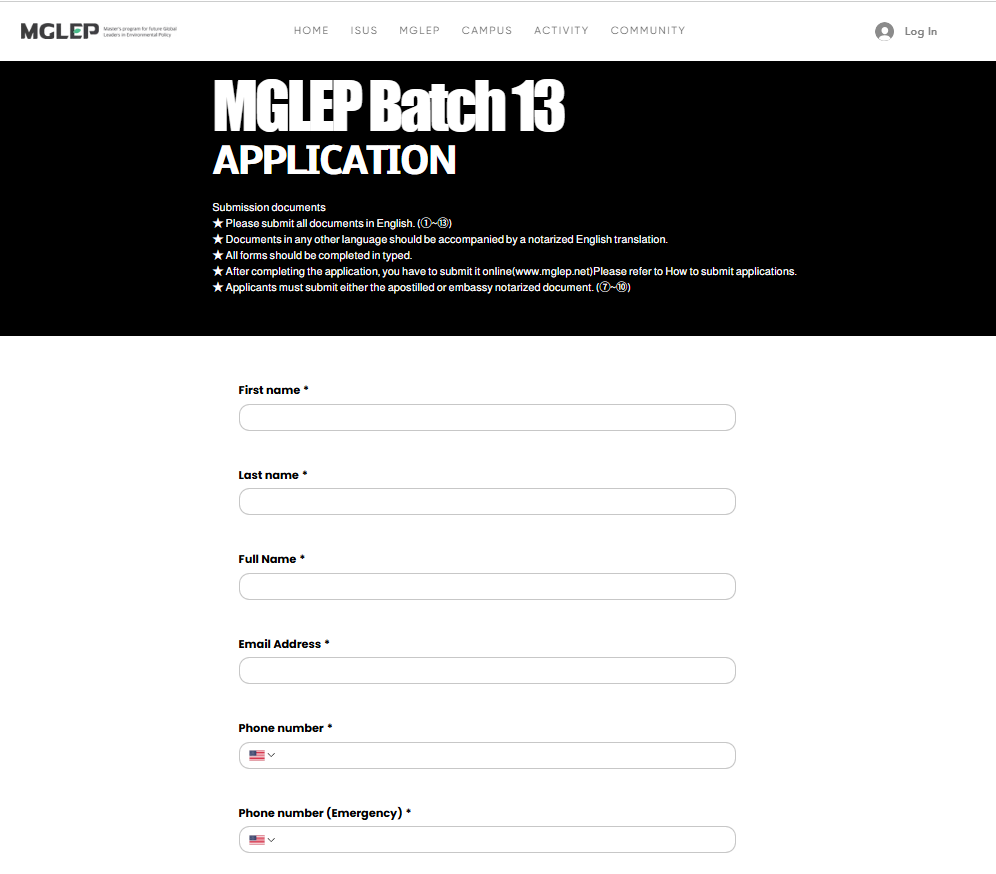 MGLEP Master's program for future Global
Leaders in Environmental Policy
HOME ISUS MGLEP CAMPUS ACTIVITY COMMUNITY
Log In
MGLEP Batch 13
APPLICATION
Submission documents
★ Please submit all documents in English. (①~⑬)
★ Documents in any other language should be accompanied by a notarized English translation.
★ All forms should be completed in typed.
★ After completing the application, you have to submit it online(www.mglep.net)Please refer to How to submit applications.
★ Applicants must submit either the apostilled or embassy notarized document. (⑦~⑩)
First name *
Last name *
Full Name *
Email Address *
Phone number *
Phone number (Emergency) *